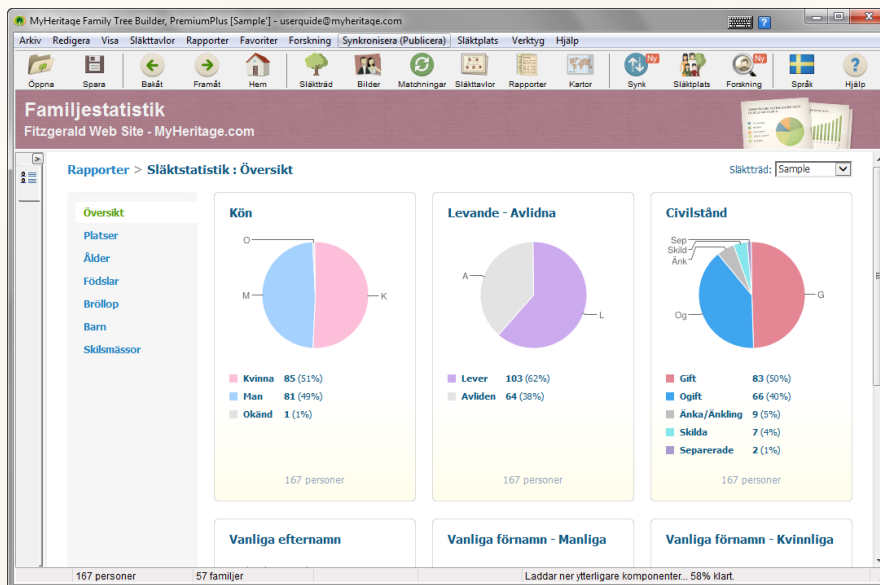 MyHeritage Family Tree Builder, PremiumPlus [Sample'] - userguide@myheritage.com
Arkiv Redigera Visa Släkttavlor Rapporter Favoriter Forskning Synkronisera (Publicera) Släktplats Verktyg Hjälp
Ny Ny
Öppna Spara Bakåt Framåt Hem Släktträd Bilder Matchningar Släkttavlor Rapporter Kartor Synk Släktplats Forskning Språk Hjälp
Familjestatistik
Fitzgerald Web Site - MyHeritage.com
Rapporter > Släktstatistik : Översikt
Släktträd: Sample
Översikt
Platser
Ålder
Födslar
Bröllop
Barn
Skilsmässor
Kön
O
M
K
Kvinna 85 (51%)
Man 81 (49%)
Okänd 1 (1%)
167 personer
Levande - Avlidna
A
L
Lever 103 (62%)
Avliden 64 (38%)
167 personer
Civilstånd
Sep
Skild
Änk
G
Og
Gift 83 (50%)
Ogift 66 (40%)
Änka/Änkling 9 (5%)
Skilda 7 (4%)
Separerade 2 (1%)
167 personer
Vanliga efternamn
Vanliga förnamn - Manliga
Vanliga förnamn - Kvinnliga
167 personer 57 familjer Laddar ner ytterligare komponenter... 58% klart.